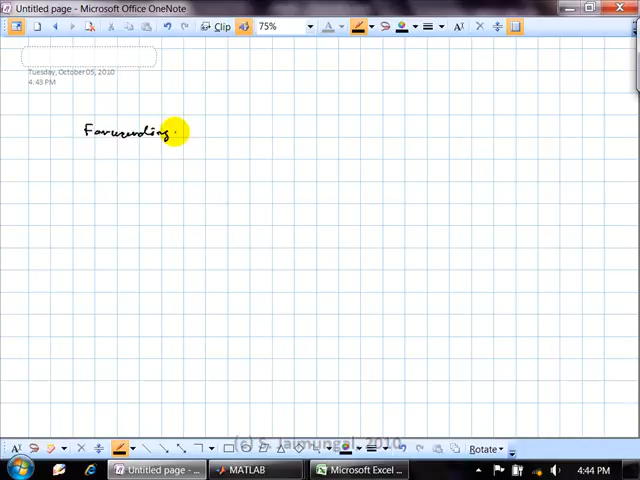 Untitled page - Microsoft Office OneNote
Clip
75%
Tuesday, October 05, 2010
4:43 PM
(c) S. Jaimungal, 2010
Rotate
Untitled page -...
MATLAB
Microsoft Excel ...
4:44 PM